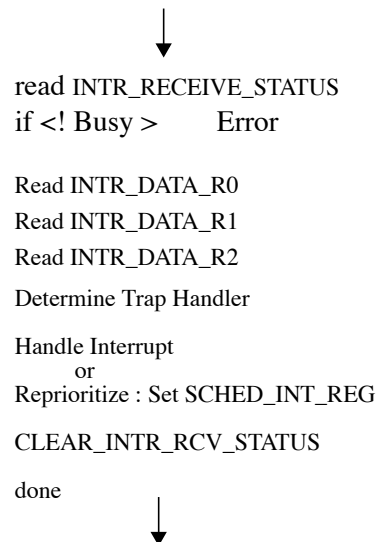 read INTR_RECEIVE_STATUS
if <! Busy > Error
Read INTR_DATA_R0
Read INTR_DATA_R1
Read INTR_DATA_R2
Determine Trap Handler
Handle Interrupt
or
Reprioritize : Set SCHED_INT_REG
CLEAR_INTR_RCV_STATUS
done